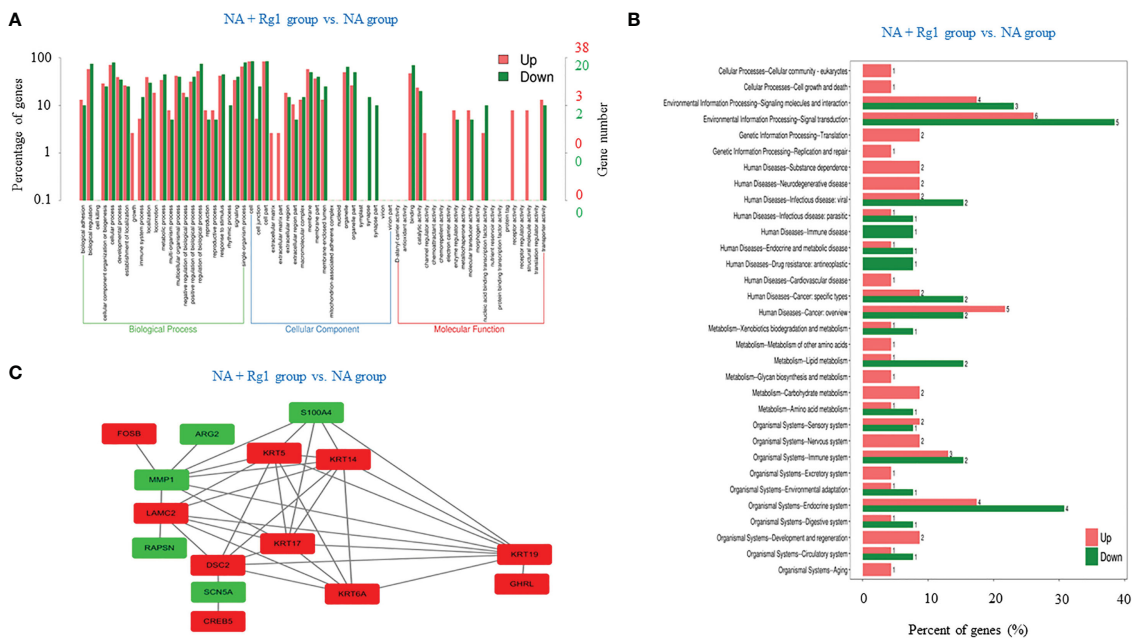 A
NA + Rg1 group vs. NA group
Percentage of genes
100
10
1
0.1
Up
Down
38
20
3
2
0
0
0
0
Gene number
biological adhesion
biological regulation
cell killing
cellular component organization or biogenesis
cellular process
developmental process
establishment of localization
growth
immune system process
localization
locomotion
metabolic process
multi-organism process
multicellular organismal process
negative regulation of biological process
positive regulation of biological process
regulation of biological process
reproduction
reproductive process
response to stimulus
rhythmic process
signaling
single-organism process
cell
cell junction
cell part
extracellular matrix
extracellular matrix part
extracellular region
extracellular region part
macromolecular complex
membrane
membrane part
membrane-enclosed lumen
mitochondrion-associated adherens complex
nucleoid
organelle
organelle part
symplast
synapse
synapse part
virion
virion part
D-alanyl carrier activity
antioxidant activity
binding
catalytic activity
channel regulator activity
chemoattractant activity
chemorepellent activity
electron carrier activity
enzyme regulator activity
metallochaperone activity
molecular transducer activity
morphogen activity
nucleic acid binding transcription factor activity
nutrient reservoir activity
protein binding transcription factor activity
protein tag
receptor activity
receptor regulator activity
structural molecule activity
translation regulator activity
transporter activity
Biological Process
Cellular Component
Molecular Function
B
NA + Rg1 group vs. NA group
Cellular Processes--Cellular community - eukaryotes
1
Cellular Processes--Cell growth and death
1
Environmental Information Processing--Signaling molecules and interaction
4
3
Environmental Information Processing--Signal transduction
6
5
Genetic Information Processing--Translation
2
Genetic Information Processing--Replication and repair
1
Human Diseases--Substance dependence
2
Human Diseases--Neurodegenerative disease
2
Human Diseases--Infectious disease: viral
2
2
Human Diseases--Infectious disease: parasitic
1
1
Human Diseases--Immune disease
1
Human Diseases--Endocrine and metabolic disease
1
1
Human Diseases--Drug resistance: antineoplastic
1
Human Diseases--Cardiovascular disease
1
Human Diseases--Cancer: specific types
2
2
Human Diseases--Cancer: overview
5
2
Metabolism--Xenobiotics biodegradation and metabolism
1
1
Metabolism--Metabolism of other amino acids
1
Metabolism--Lipid metabolism
1
2
Metabolism--Glycan biosynthesis and metabolism
1
Metabolism--Carbohydrate metabolism
2
Metabolism--Amino acid metabolism
1
1
Organismal Systems--Sensory system
2
1
Organismal Systems--Nervous system
2
Organismal Systems--Immune system
3
2
Organismal Systems--Excretory system
1
Organismal Systems--Environmental adaptation
1
1
Organismal Systems--Endocrine system
4
4
Organismal Systems--Digestive system
1
1
Organismal Systems--Development and regeneration
2
Organismal Systems--Circulatory system
1
1
Organismal Systems--Aging
1
Up
Down
0 10 20 30 40
Percent of genes (%)
C
NA + Rg1 group vs. NA group
S100A4
FOSB
ARG2
KRT5
KRT14
MMP1
LAMC2
RAPSN
KRT17
KRT19
DSC2
GHRL
SCN5A
KRT6A
CREB5